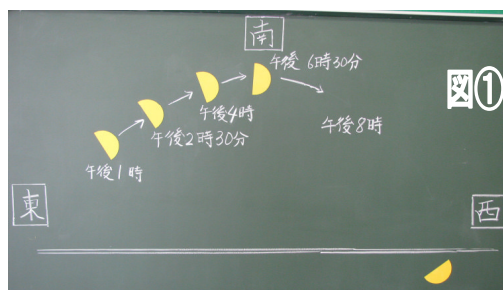 南
午後6時30分
図①
午後4時
午後8時
午後2時30分
午後1時
東
西